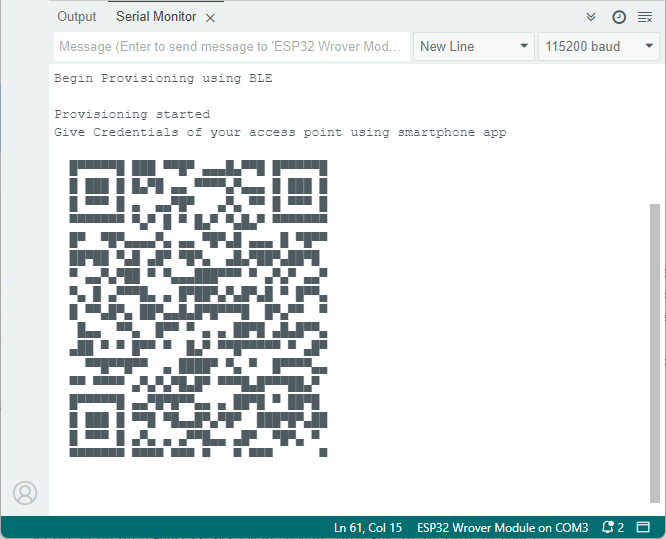 Output Serial Monitor
Message (Enter to send message to 'ESP32 Wrover Mod... New Line 115200 baud
Begin Provisioning using BLE
Provisioning started
Give Credentials of your access point using smartphone app
Ln 61, Col 15 ESP32 Wrover Module on COM3 2